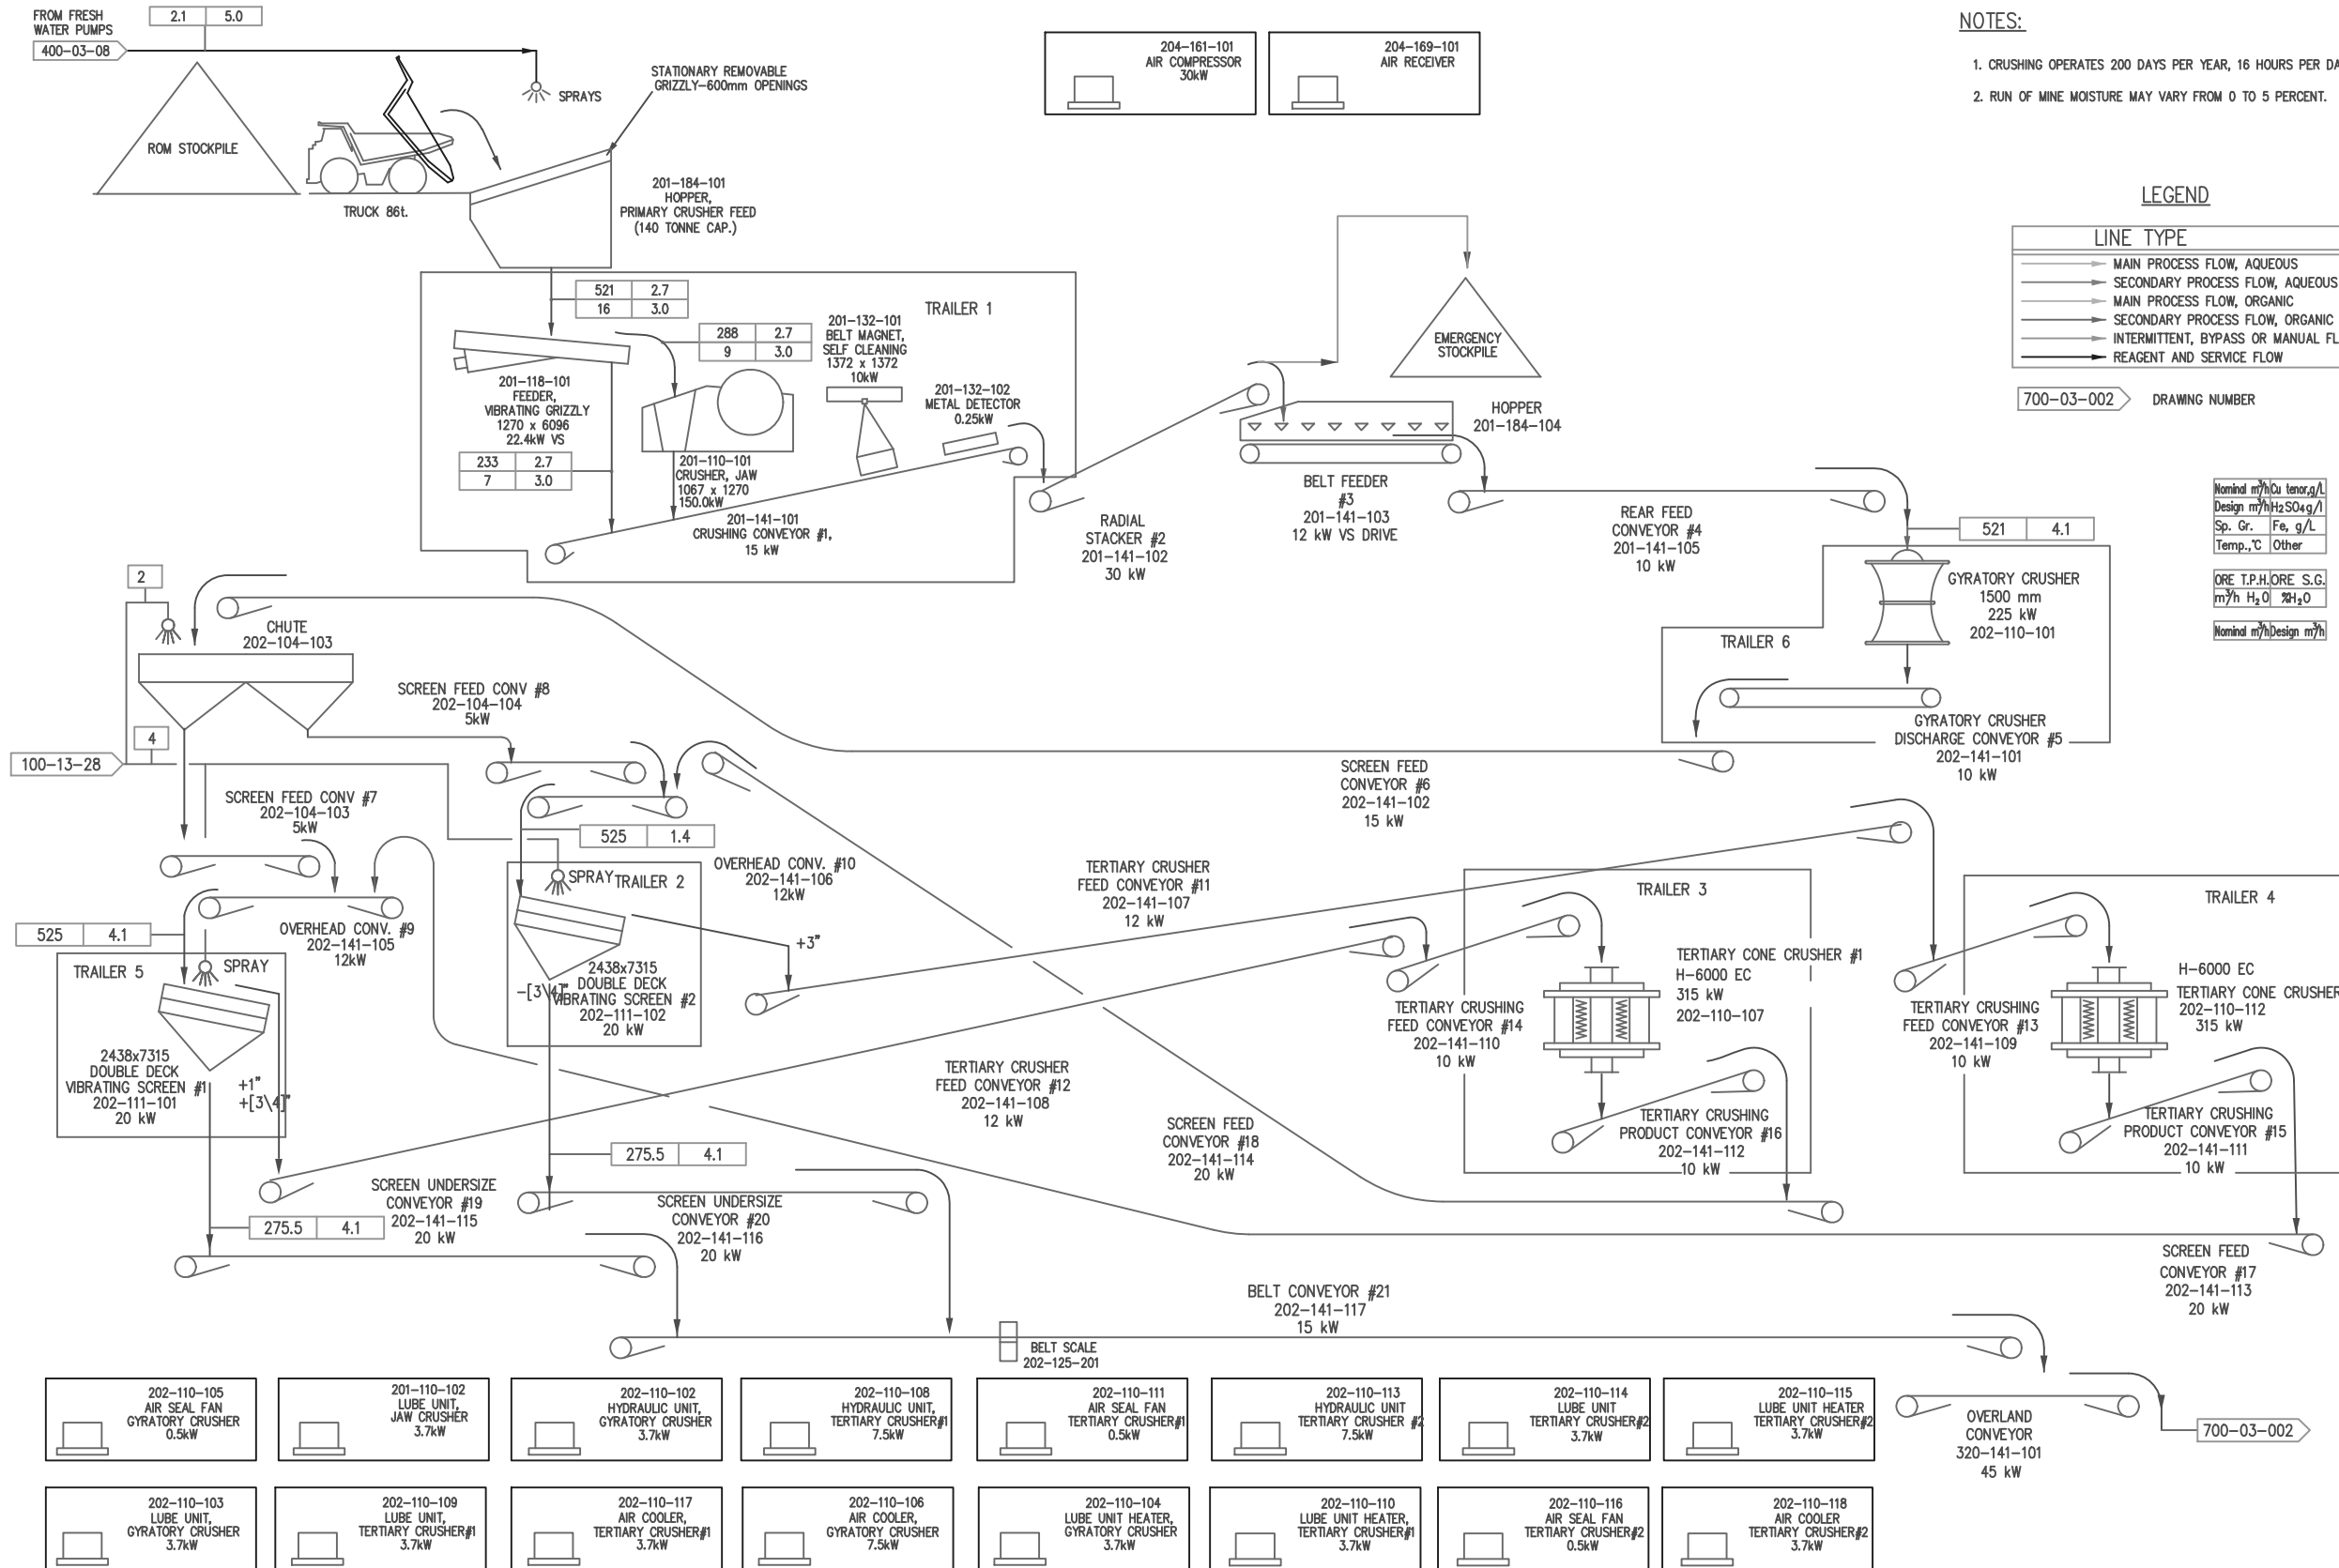 FROM FRESH
WATER PUMPS
400-03-08
2.1 5.0
SPRAYS
STATIONARY REMOVABLE
GRIZZLY-600mm OPENINGS
ROM STOCKPILE
TRUCK 86t.
201-184-101
HOPPER,
PRIMARY CRUSHER FEED
(140 TONNE CAP.)
204-161-101
AIR COMPRESSOR
30kW
204-169-101
AIR RECEIVER
NOTES:
1. CRUSHING OPERATES 200 DAYS PER YEAR, 16 HOURS PER DA
2. RUN OF MINE MOISTURE MAY VARY FROM 0 TO 5 PERCENT.
LEGEND
LINE TYPE
MAIN PROCESS FLOW, AQUEOUS
SECONDARY PROCESS FLOW, AQUEOUS
MAIN PROCESS FLOW, ORGANIC
SECONDARY PROCESS FLOW, ORGANIC
INTERMITTENT, BYPASS OR MANUAL FL
REAGENT AND SERVICE FLOW
700-03-002 DRAWING NUMBER
Nominal m³/h Cu tenor,g/L
Design m³/h H₂SO₄g/l
Sp. Gr. Fe, g/L
Temp.,°C Other
ORE T.P.H. ORE S.G.
m³/h H₂O %H₂O
Nominal m³/h Design m³/h
TRAILER 1
521 2.7
16 3.0
288 2.7
9 3.0
201-132-101
BELT MAGNET,
SELF CLEANING
1372 x 1372
10kW
201-132-102
METAL DETECTOR
0.25kW
201-118-101
FEEDER,
VIBRATING GRIZZLY
1270 x 6096
22.4kW VS
233 2.7
7 3.0
201-110-101
CRUSHER, JAW
1067 x 1270
150.0kW
201-141-101
CRUSHING CONVEYOR #1,
15 kW
RADIAL
STACKER #2
201-141-102
30 kW
EMERGENCY
STOCKPILE
HOPPER
201-184-104
BELT FEEDER
#3
201-141-103
12 kW VS DRIVE
REAR FEED
CONVEYOR #4
201-141-105
10 kW
521 4.1
GYRATORY CRUSHER
1500 mm
225 kW
202-110-101
TRAILER 6
GYRATORY CRUSHER
DISCHARGE CONVEYOR #5
202-141-101
10 kW
2
CHUTE
202-104-103
4
100-13-28
SCREEN FEED CONV #8
202-104-104
5kW
SCREEN FEED CONV #7
202-104-103
5kW
SCREEN FEED
CONVEYOR #6
202-141-102
15 kW
525 1.4
OVERHEAD CONV. #10
202-141-106
12kW
SPRAY
TRAILER 2
+3"
2438x7315
DOUBLE DECK
VIBRATING SCREEN #2
202-111-102
20 kW
-[3\4]"
OVERHEAD CONV. #9
202-141-105
12kW
525 4.1
TRAILER 5
SPRAY
2438x7315
DOUBLE DECK
VIBRATING SCREEN #1
202-111-101
20 kW
+1"
+[3\4]"
TERTIARY CRUSHER
FEED CONVEYOR #11
202-141-107
12 kW
TERTIARY CRUSHER
FEED CONVEYOR #12
202-141-108
12 kW
TRAILER 3
TERTIARY CONE CRUSHER #1
H-6000 EC
315 kW
202-110-107
TERTIARY CRUSHING
FEED CONVEYOR #14
202-141-110
10 kW
TERTIARY CRUSHING
PRODUCT CONVEYOR #16
202-141-112
10 kW
TRAILER 4
H-6000 EC
TERTIARY CONE CRUSHER
202-110-112
315 kW
TERTIARY CRUSHING
FEED CONVEYOR #13
202-141-109
10 kW
TERTIARY CRUSHING
PRODUCT CONVEYOR #15
202-141-111
10 kW
SCREEN FEED
CONVEYOR #18
202-141-114
20 kW
SCREEN FEED
CONVEYOR #17
202-141-113
20 kW
275.5 4.1
SCREEN UNDERSIZE
CONVEYOR #19
202-141-115
20 kW
275.5 4.1
SCREEN UNDERSIZE
CONVEYOR #20
202-141-116
20 kW
BELT CONVEYOR #21
202-141-117
15 kW
BELT SCALE
202-125-201
OVERLAND
CONVEYOR
320-141-101
45 kW
700-03-002
202-110-105
AIR SEAL FAN
GYRATORY CRUSHER
0.5kW
201-110-102
LUBE UNIT,
JAW CRUSHER
3.7kW
202-110-102
HYDRAULIC UNIT,
GYRATORY CRUSHER
3.7kW
202-110-108
HYDRAULIC UNIT,
TERTIARY CRUSHER#1
7.5kW
202-110-111
AIR SEAL FAN
TERTIARY CRUSHER#1
0.5kW
202-110-113
HYDRAULIC UNIT
TERTIARY CRUSHER #2
7.5kW
202-110-114
LUBE UNIT
TERTIARY CRUSHER#2
3.7kW
202-110-115
LUBE UNIT HEATER
TERTIARY CRUSHER#2
3.7kW
202-110-103
LUBE UNIT,
GYRATORY CRUSHER
3.7kW
202-110-109
LUBE UNIT,
TERTIARY CRUSHER#1
3.7kW
202-110-117
AIR COOLER,
TERTIARY CRUSHER#1
3.7kW
202-110-106
AIR COOLER,
GYRATORY CRUSHER
7.5kW
202-110-104
LUBE UNIT HEATER,
GYRATORY CRUSHER
3.7kW
202-110-110
LUBE UNIT HEATER,
TERTIARY CRUSHER#1
3.7kW
202-110-116
AIR SEAL FAN
TERTIARY CRUSHER#2
0.5kW
202-110-118
AIR COOLER
TERTIARY CRUSHER#2
3.7kW